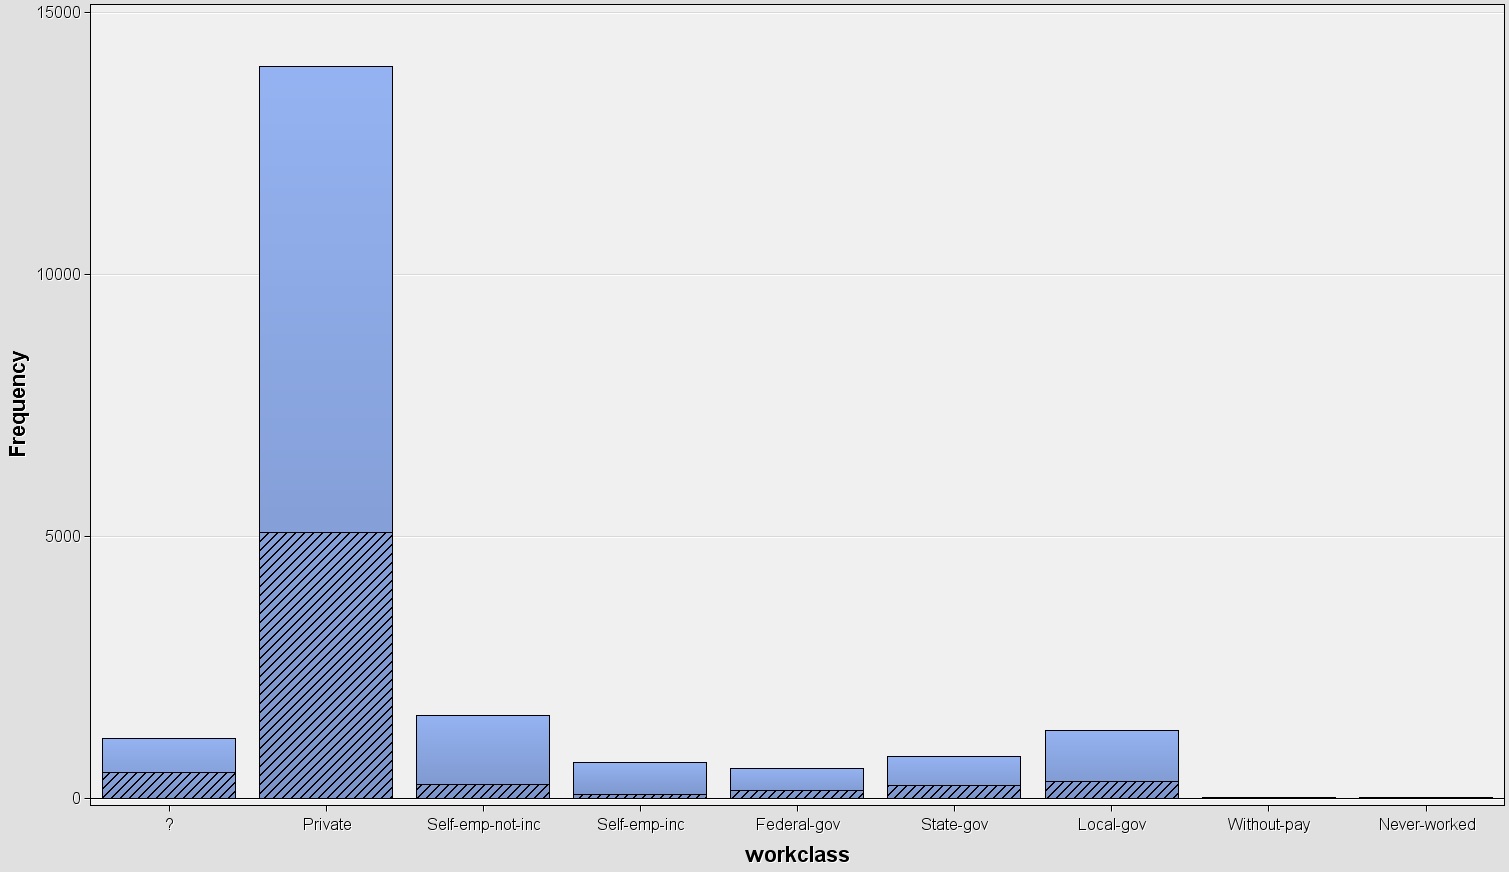 Frequency
15000
10000
5000
0
? Private Self-emp-not-inc Self-emp-inc Federal-gov State-gov Local-gov Without-pay Never-worked
workclass